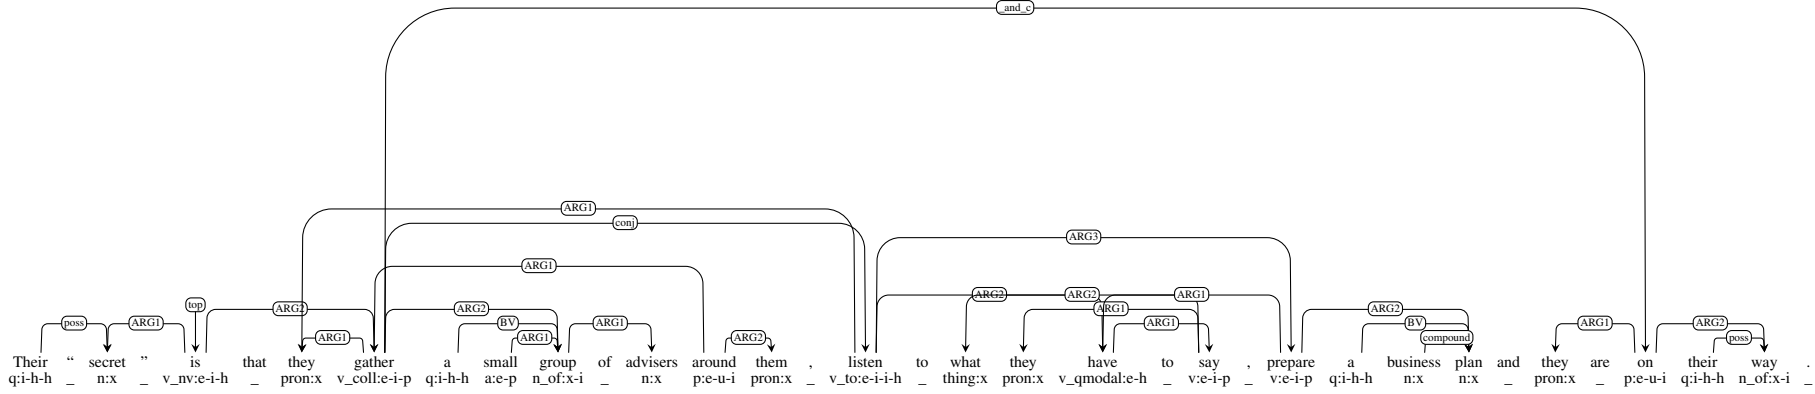 _and_c
ARG1
conj
ARG3
ARG1
top ARG2 ARG2 ARG2 ARG2 ARG1 ARG1 ARG2
poss ARG1 BV ARG1 ARG1 BV ARG1 ARG2
ARG1 ARG1 ARG2 compound poss
Their “ secret ” is that they gather a small group of advisers around them , listen to what they have to say , prepare a business plan and they are on their way .
q:i-h-h _ n:x _ v_nv:e-i-h _ pron:x v_coll:e-i-p q:i-h-h a:e-p n_of:x-i _ n:x p:e-u-i pron:x _ v_to:e-i-i-h _ thing:x pron:x v_qmodal:e-h _ v:e-i-p _ v:e-i-p q:i-h-h n:x n:x _ pron:x _ p:e-u-i q:i-h-h n_of:x-i _